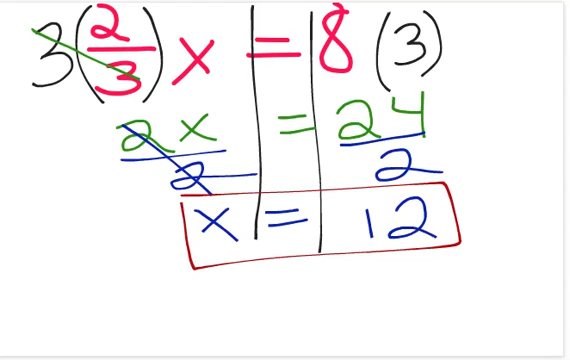 3(2/3)x = 8(3)
2x/2 = 24/2
x = 12